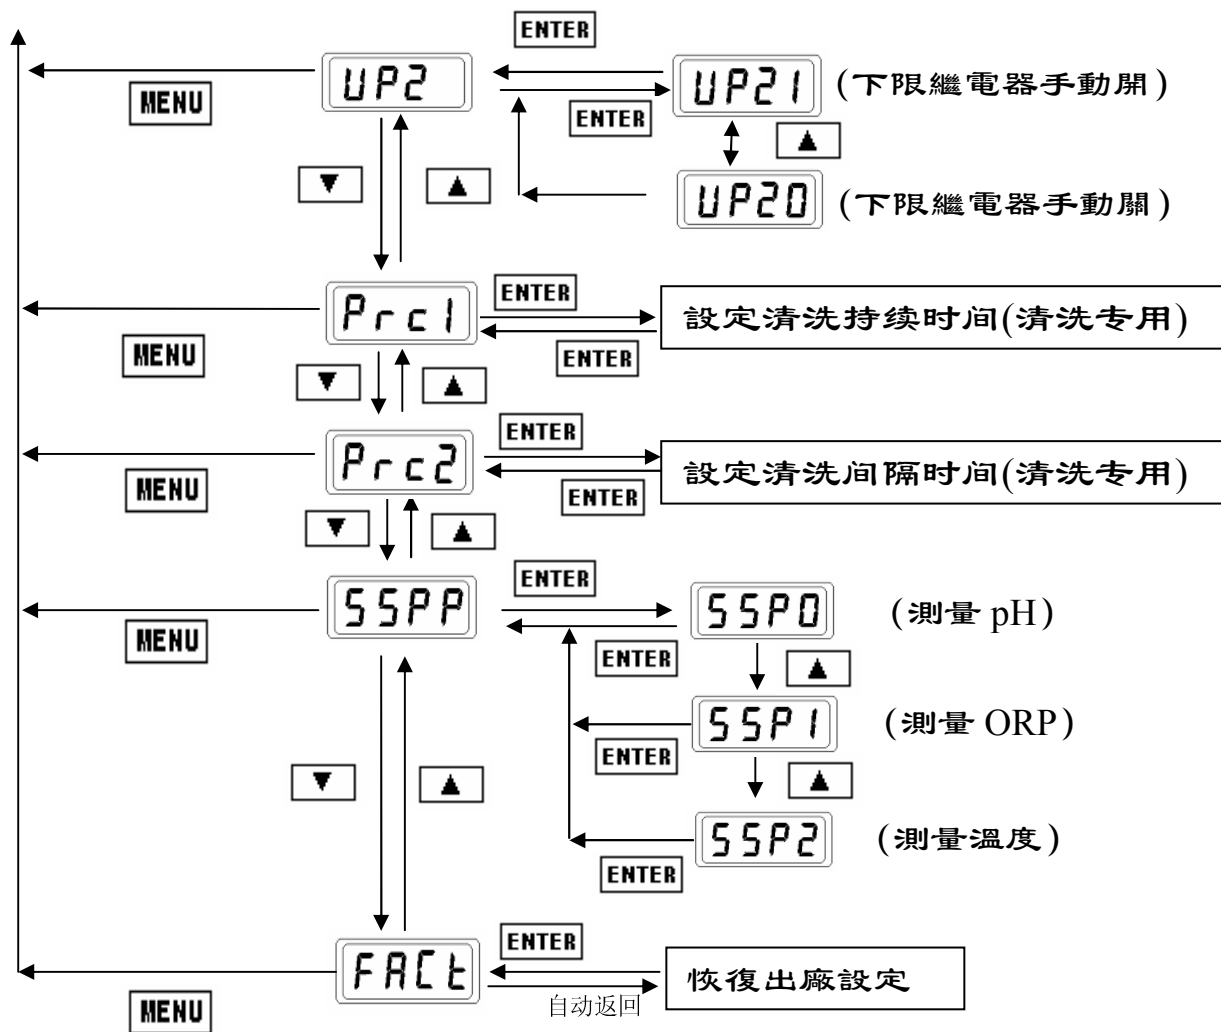 ENTER
UP2
UP21
(下限繼電器手動開)
MENU
ENTER
▲
▼
▲
UP20
(下限繼電器手動關)
ENTER
Prc1
設定清洗持续时间(清洗专用)
MENU
ENTER
▼
▲
ENTER
Prc2
設定清洗间隔时间(清洗专用)
MENU
ENTER
▼
▲
ENTER
SSPP
SSP0
(測量 pH)
MENU
ENTER
▲
SSP1
(測量 ORP)
ENTER
▼
▲
▲
SSP2
(測量溫度)
ENTER
ENTER
FACt
恢復出廠設定
自动返回
MENU